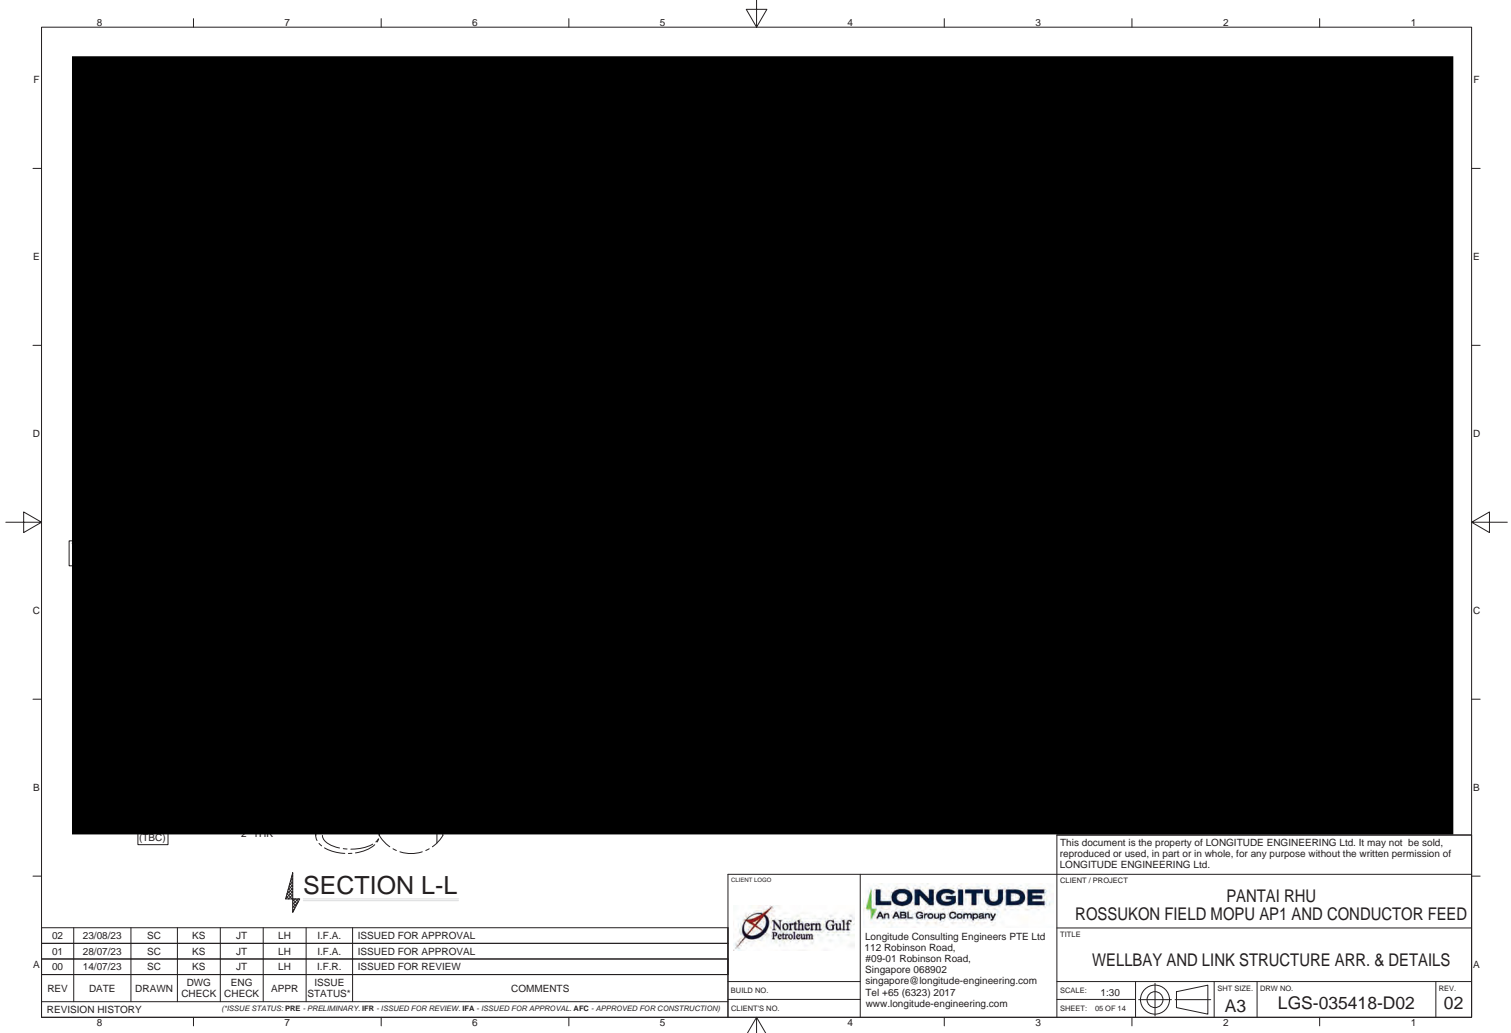 8 7 6 5 4 3 2 1
F F
E E
D D
C C
B B
(TBC)
SECTION L-L
This document is the property of LONGITUDE ENGINEERING Ltd. It may not be sold,
reproduced or used, in part or in whole, for any purpose without the written permission of
LONGITUDE ENGINEERING Ltd.
CLIENT LOGO
Northern Gulf
Petroleum
LONGITUDE
An ABL Group Company
Longitude Consulting Engineers PTE Ltd
112 Robinson Road,
#09-01 Robinson Road,
Singapore 068902
singapore@longitude-engineering.com
Tel +65 (6323) 2017
www.longitude-engineering.com
CLIENT / PROJECT
PANTAI RHU
ROSSUKON FIELD MOPU AP1 AND CONDUCTOR FEED
TITLE
WELLBAY AND LINK STRUCTURE ARR. & DETAILS
A A
02 23/08/23 SC KS JT LH I.F.A. ISSUED FOR APPROVAL
01 28/07/23 SC KS JT LH I.F.A. ISSUED FOR APPROVAL
00 14/07/23 SC KS JT LH I.F.R. ISSUED FOR REVIEW
REV DATE DRAWN DWG CHECK ENG CHECK APPR ISSUE STATUS* COMMENTS
REVISION HISTORY (*ISSUE STATUS: PRE - PRELIMINARY. IFR - ISSUED FOR REVIEW. IFA - ISSUED FOR APPROVAL. AFC - APPROVED FOR CONSTRUCTION)
BUILD NO.
CLIENT'S NO.
SCALE: 1:30
SHEET: 05 OF 14
SHT SIZE.
A3
DRW NO.
LGS-035418-D02
REV.
02
8 7 6 5 4 3 2 1